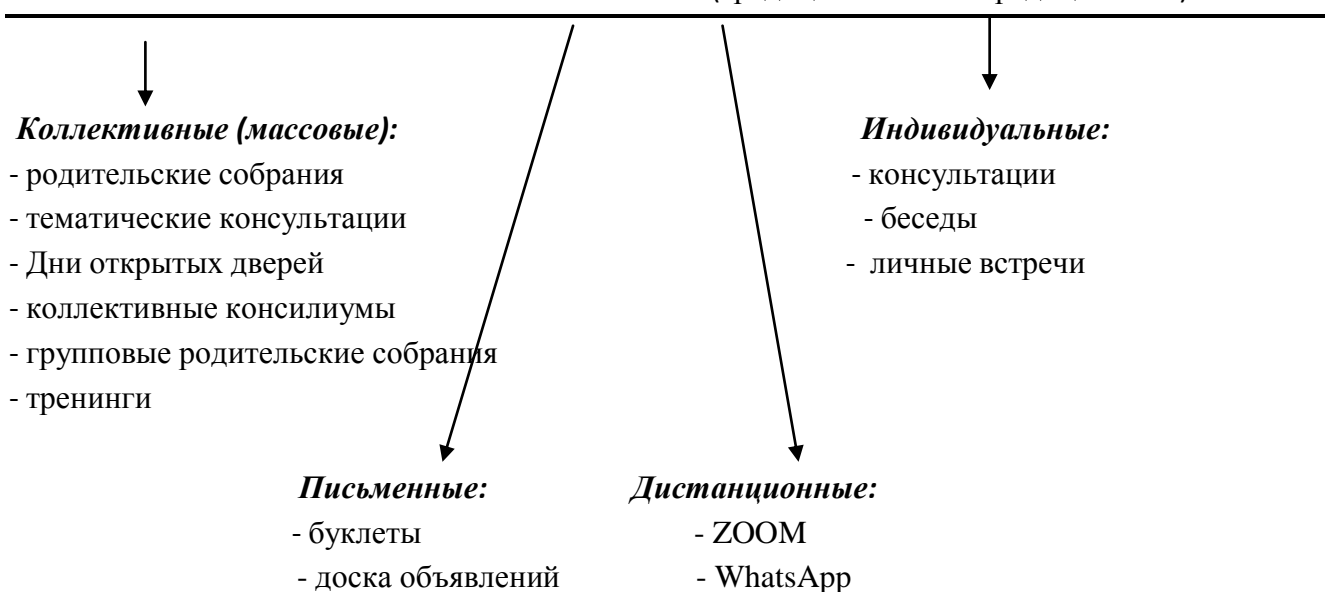 Коллективные (массовые):
- родительские собрания
- тематические консультации
- Дни открытых дверей
- коллективные консилиумы
- групповые родительские собрания
- тренинги
Индивидуальные:
- консультации
- беседы
- личные встречи
Письменные:
- буклеты
- доска объявлений
Дистанционные:
- ZOOM
- WhatsApp